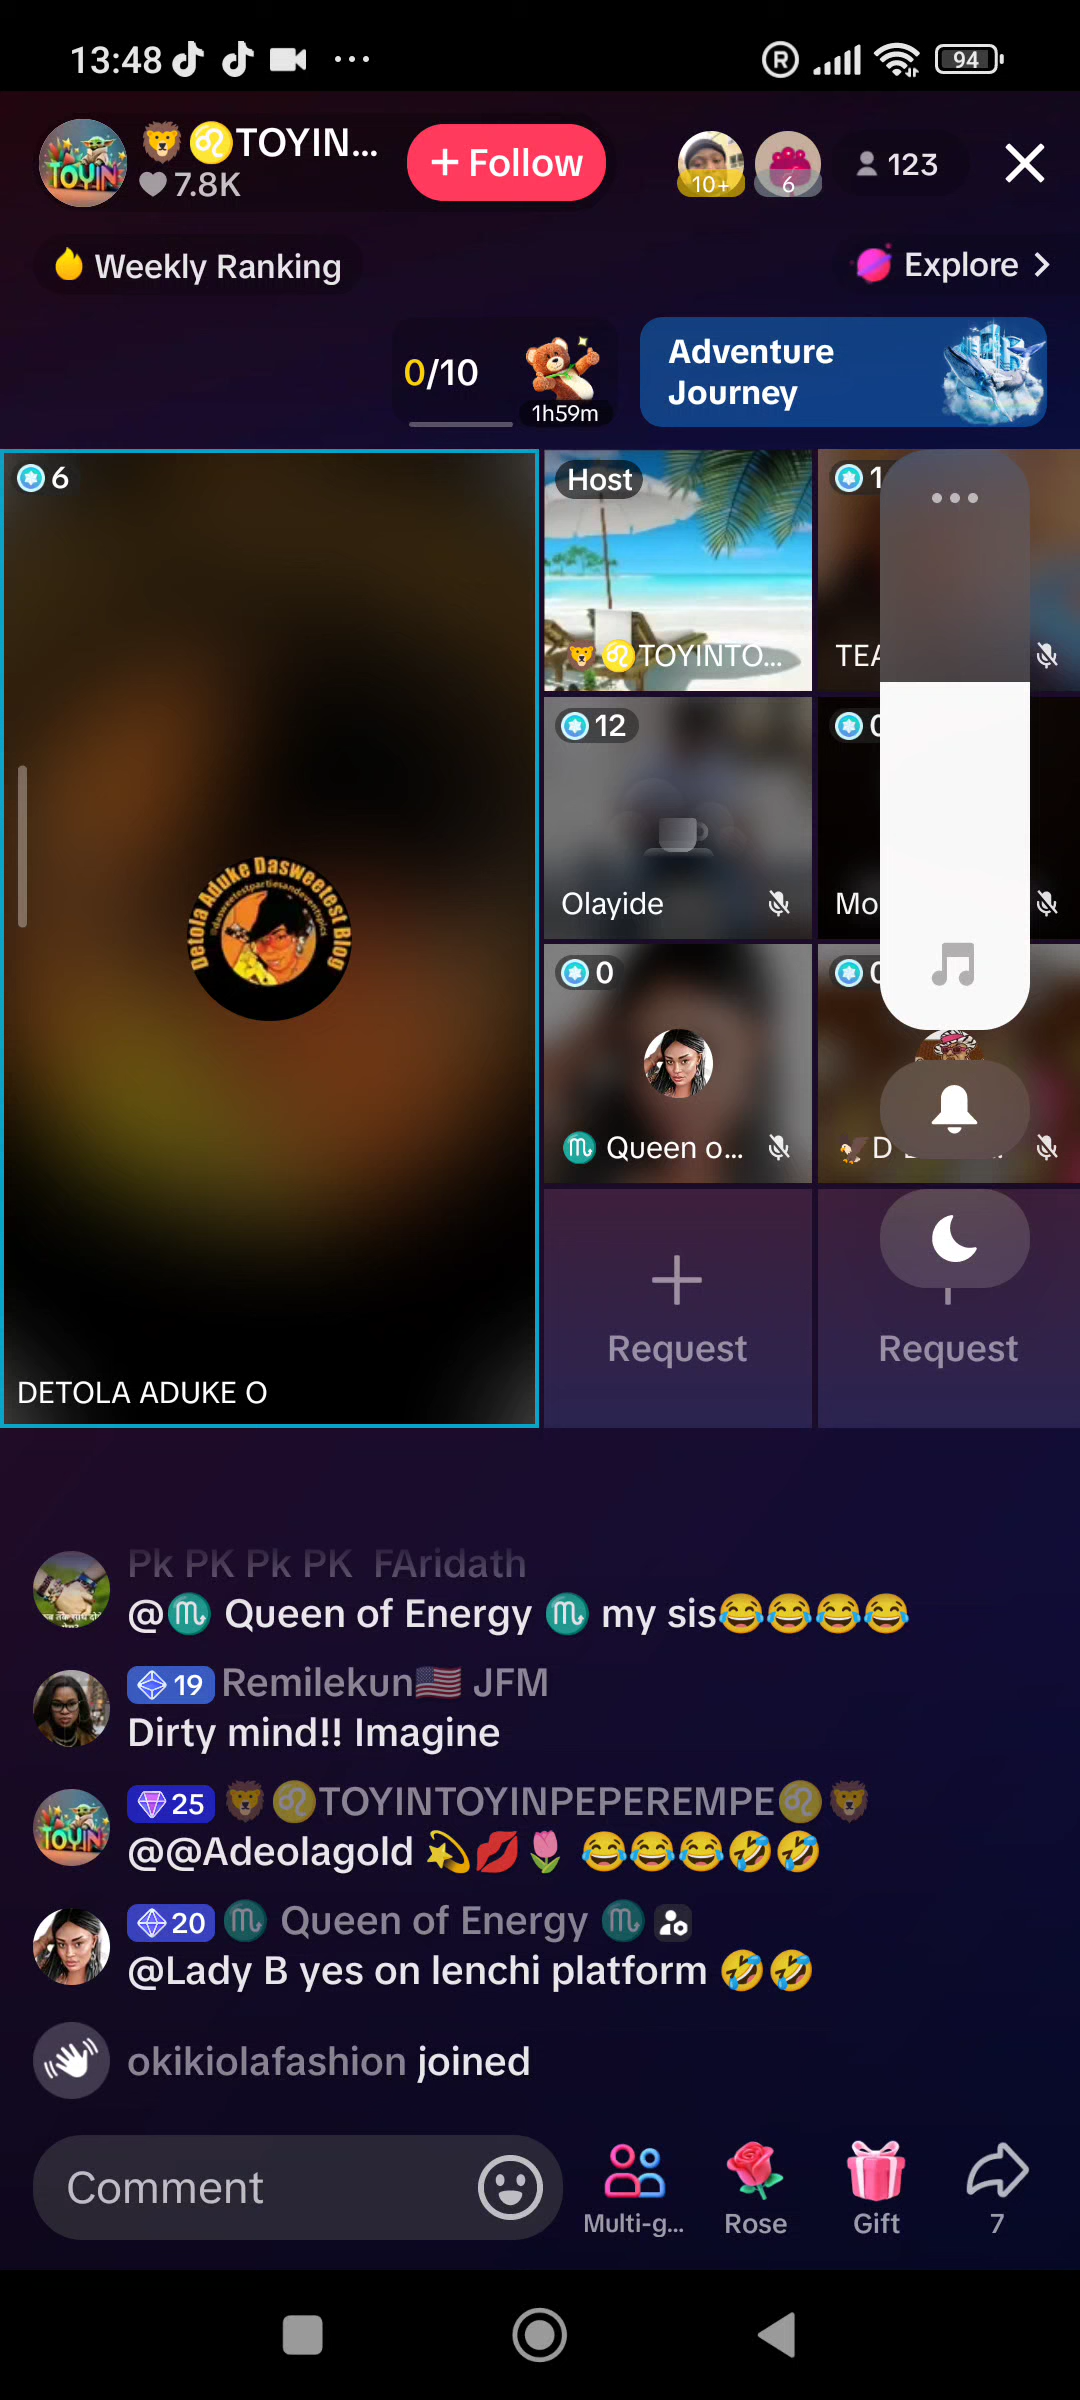 13:48
94
🦁♌TOYIN...
7.8K
+ Follow
10+
6
123
Weekly Ranking
Explore
0/10
1h59m
Adventure
Journey
6
Detola Aduke Dasweetest Blog
@dasweetestpartiesandeventspics
DETOLA ADUKE O
Host
🦁♌TOYINTO...
1
12
Olayide
0
♏ Queen o...
🦅D
Request
Request
Pk PK Pk PK FAridath
@♏ Queen of Energy ♏ my sis😂😂😂😂
19 Remilekun🇺🇸 JFM
Dirty mind!! Imagine
TOYIN
25 🦁♌TOYINTOYINPEPEREMPE♌🦁
@@Adeolagold 💫💋🌷 😂😂😂🤣🤣
20 ♏ Queen of Energy ♏
@Lady B yes on lenchi platform 🤣🤣
okikiolafashion joined
Comment
Multi-g...
Rose
Gift
7